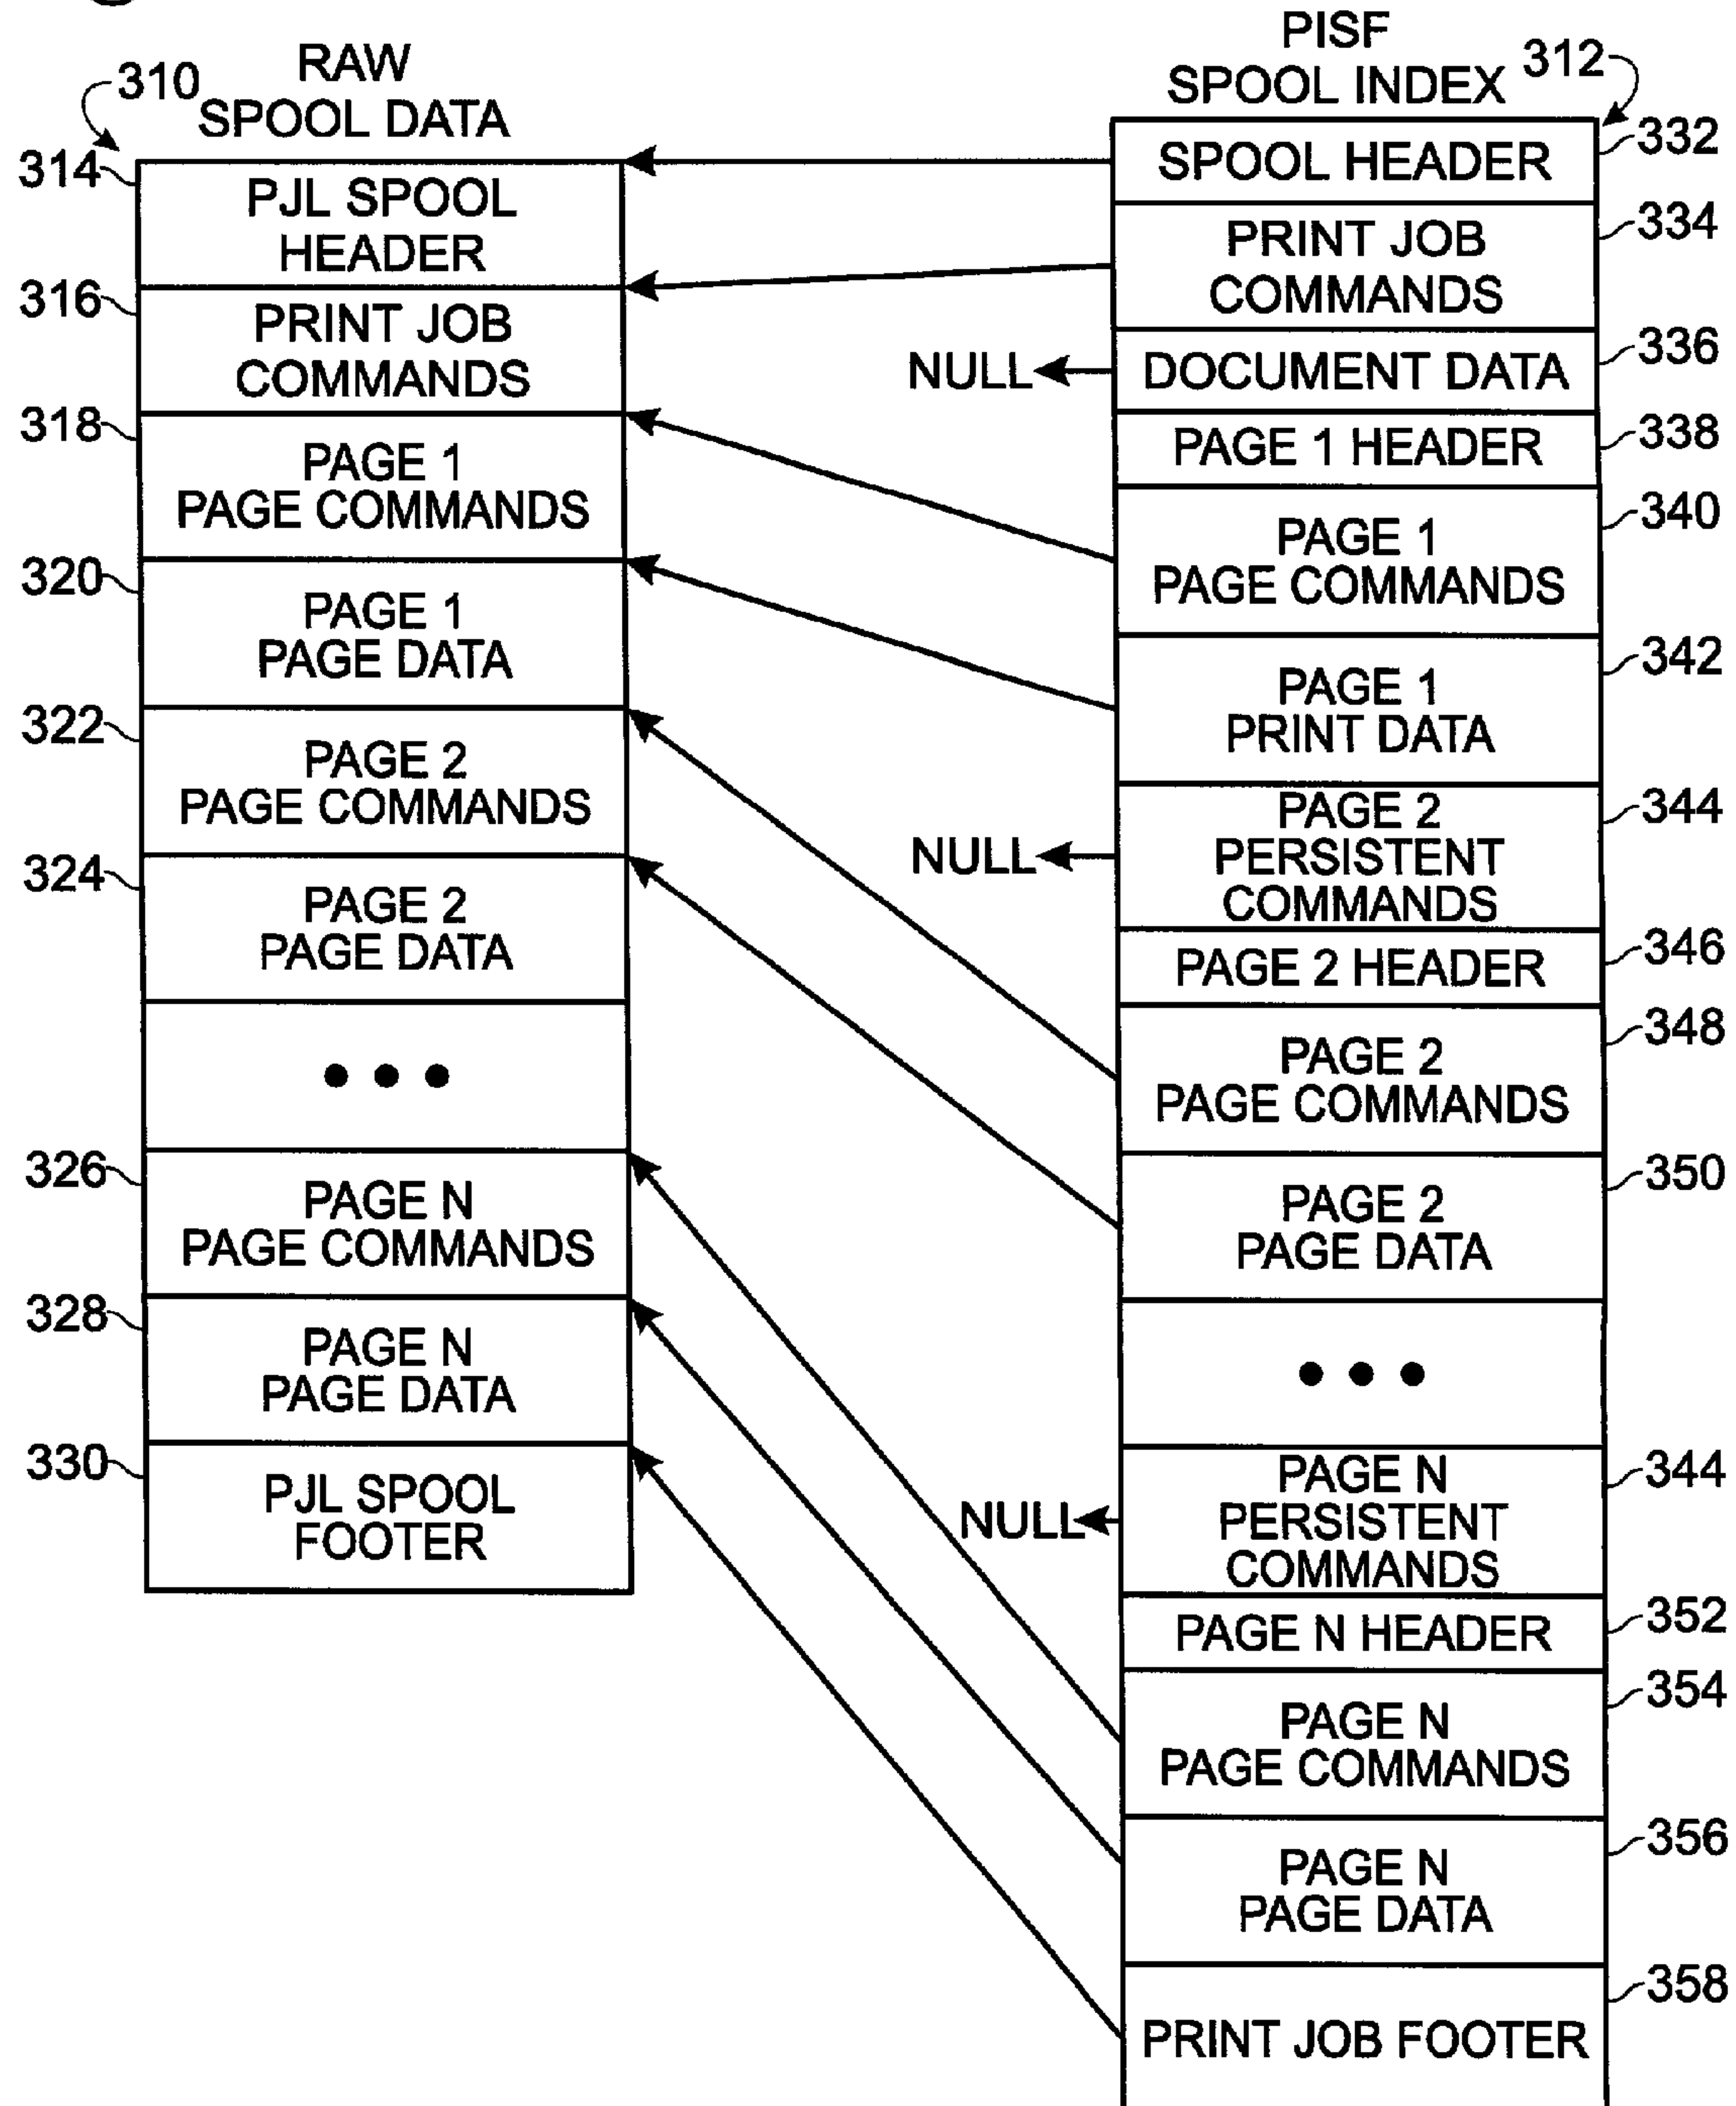 RAW
SPOOL DATA
310
314
PJL SPOOL
HEADER
316
PRINT JOB
COMMANDS
318
PAGE 1
PAGE COMMANDS
320
PAGE 1
PAGE DATA
322
PAGE 2
PAGE COMMANDS
324
PAGE 2
PAGE DATA
• • •
326
PAGE N
PAGE COMMANDS
328
PAGE N
PAGE DATA
330
PJL SPOOL
FOOTER
NULL
NULL
NULL
PISF
SPOOL INDEX
312
SPOOL HEADER
332
PRINT JOB
COMMANDS
334
DOCUMENT DATA
336
PAGE 1 HEADER
338
PAGE 1
PAGE COMMANDS
340
PAGE 1
PRINT DATA
342
PAGE 2
PERSISTENT
COMMANDS
344
PAGE 2 HEADER
346
PAGE 2
PAGE COMMANDS
348
PAGE 2
PAGE DATA
350
• • •
PAGE N
PERSISTENT
COMMANDS
344
PAGE N HEADER
352
PAGE N
PAGE COMMANDS
354
PAGE N
PAGE DATA
356
PRINT JOB FOOTER
358